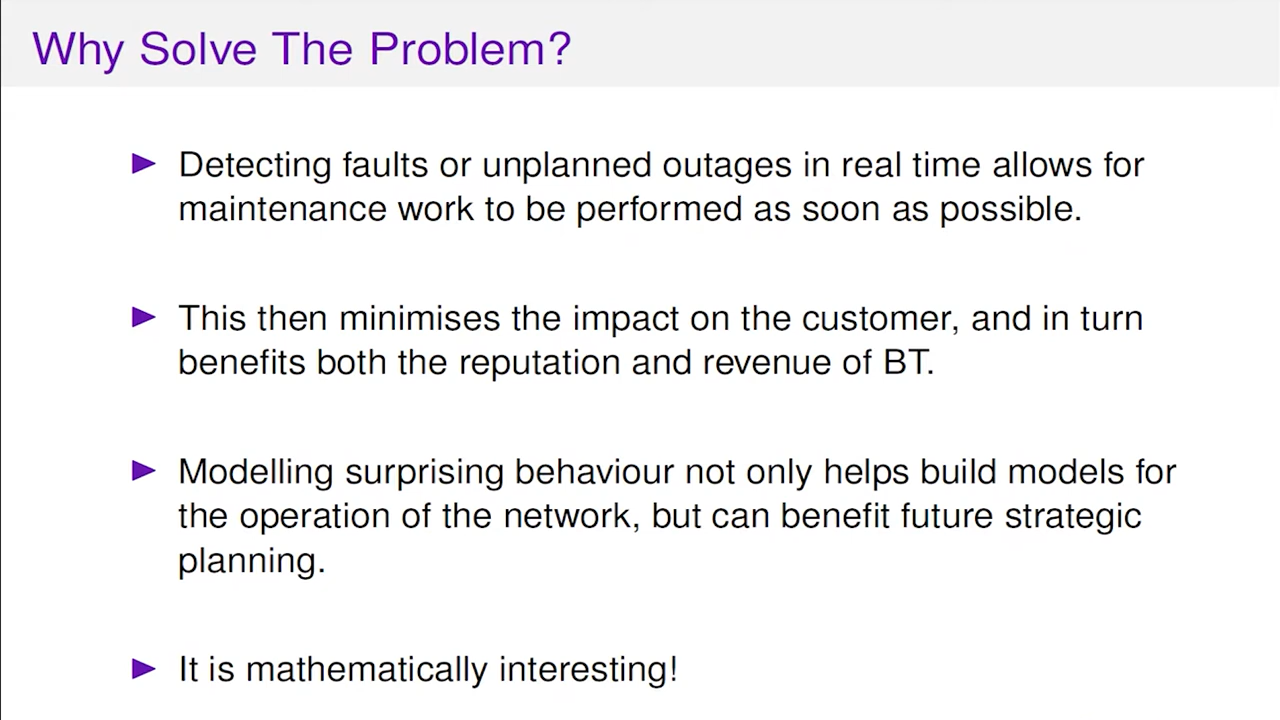 Why Solve The Problem?
Detecting faults or unplanned outages in real time allows for
maintenance work to be performed as soon as possible.
This then minimises the impact on the customer, and in turn
benefits both the reputation and revenue of BT.
Modelling surprising behaviour not only helps build models for
the operation of the network, but can benefit future strategic
planning.
It is mathematically interesting!